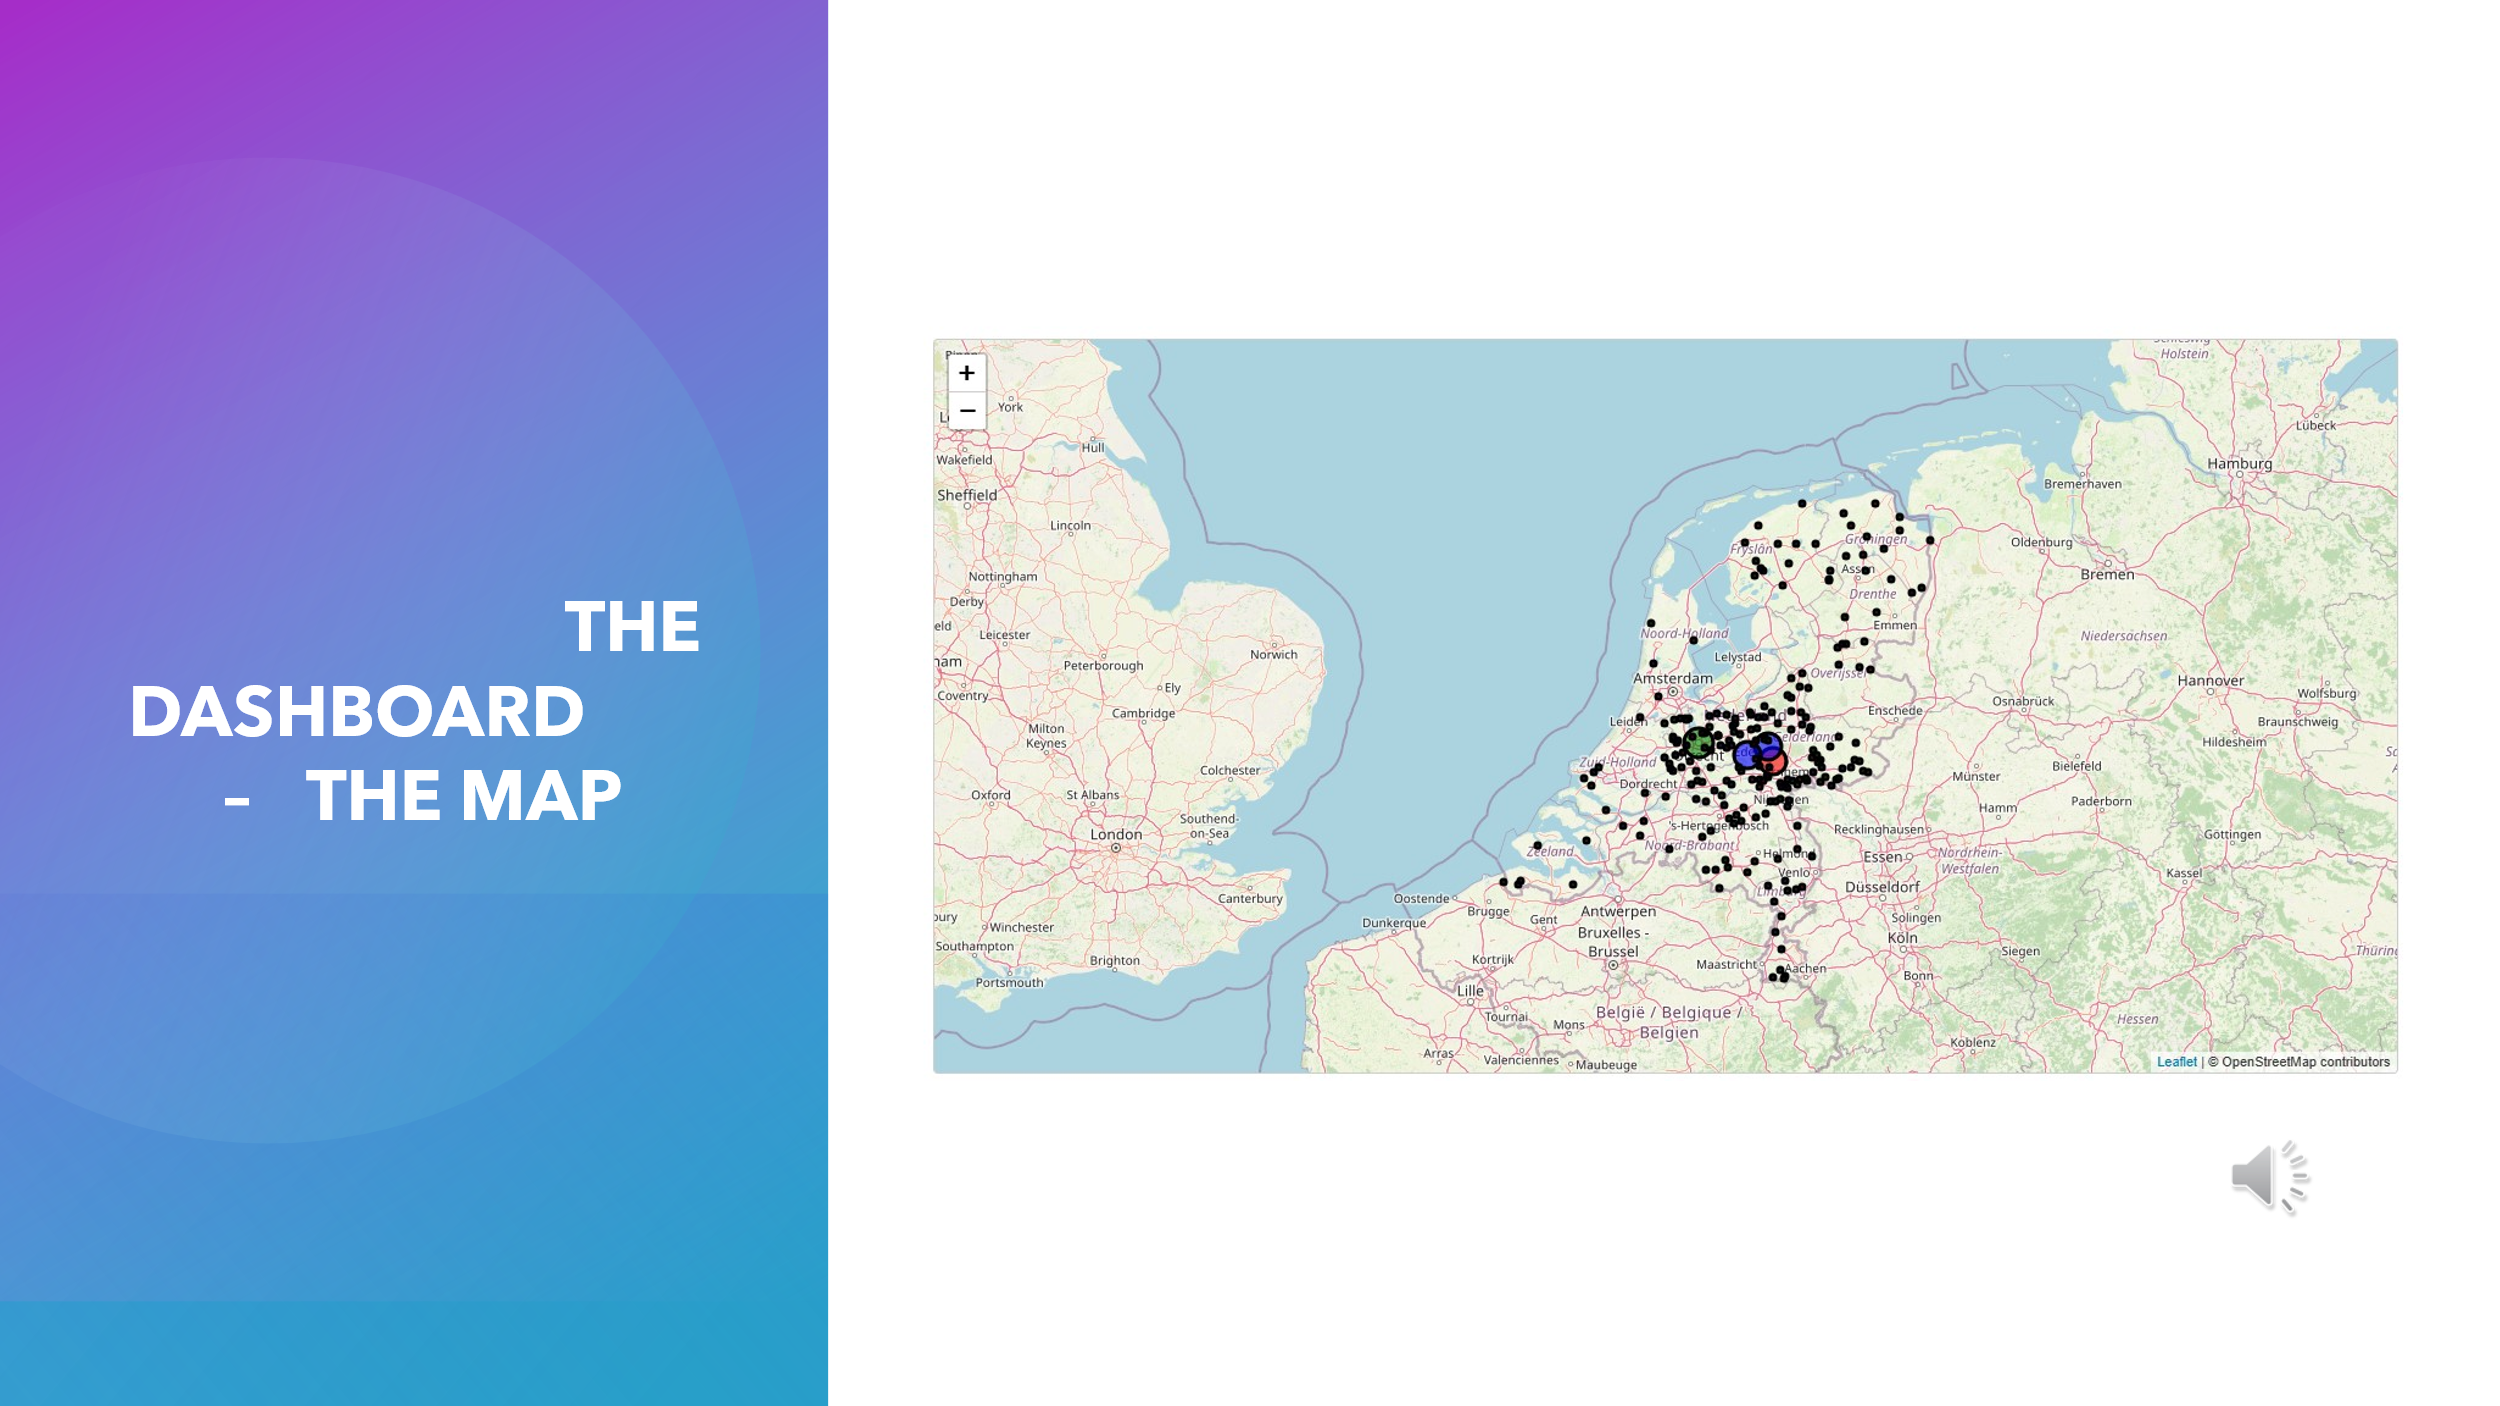 THE
DASHBOARD
- THE MAP
+
−
York
Hull
Wakefield
Sheffield
Lincoln
Nottingham
Derby
Leicester
Peterborough
Norwich
Ely
Coventry
Cambridge
Milton
Keynes
Colchester
Oxford
St Albans
Southend-
on-Sea
London
Canterbury
Winchester
Southampton
Brighton
Portsmouth
Holstein
Lübeck
Hamburg
Bremerhaven
Oldenburg
Bremen
Groningen
Fryslân
Drenthe
Emmen
Noord-Holland
Lelystad
Amsterdam
Overijssel
Niedersachsen
Hannover
Wolfsburg
Osnabrück
Braunschweig
Enschede
Leiden
Hildesheim
Zuid-Holland
Bielefeld
Münster
Dordrecht
Paderborn
Hamm
's-Hertogenbosch
Recklinghausen
Göttingen
Noord-Brabant
Zeeland
Helmond
Essen
Nordrhein-
Westfalen
Venlo
Kassel
Düsseldorf
Oostende
Brugge
Gent
Antwerpen
Solingen
Dunkerque
Bruxelles -
Brussel
Köln
Siegen
Kortrijk
Maastricht
Aachen
Bonn
Lille
Tournai
België / Belgique /
Belgien
Mons
Hessen
Koblenz
Arras
Valenciennes
Maubeuge
Leaflet | © OpenStreetMap contributors